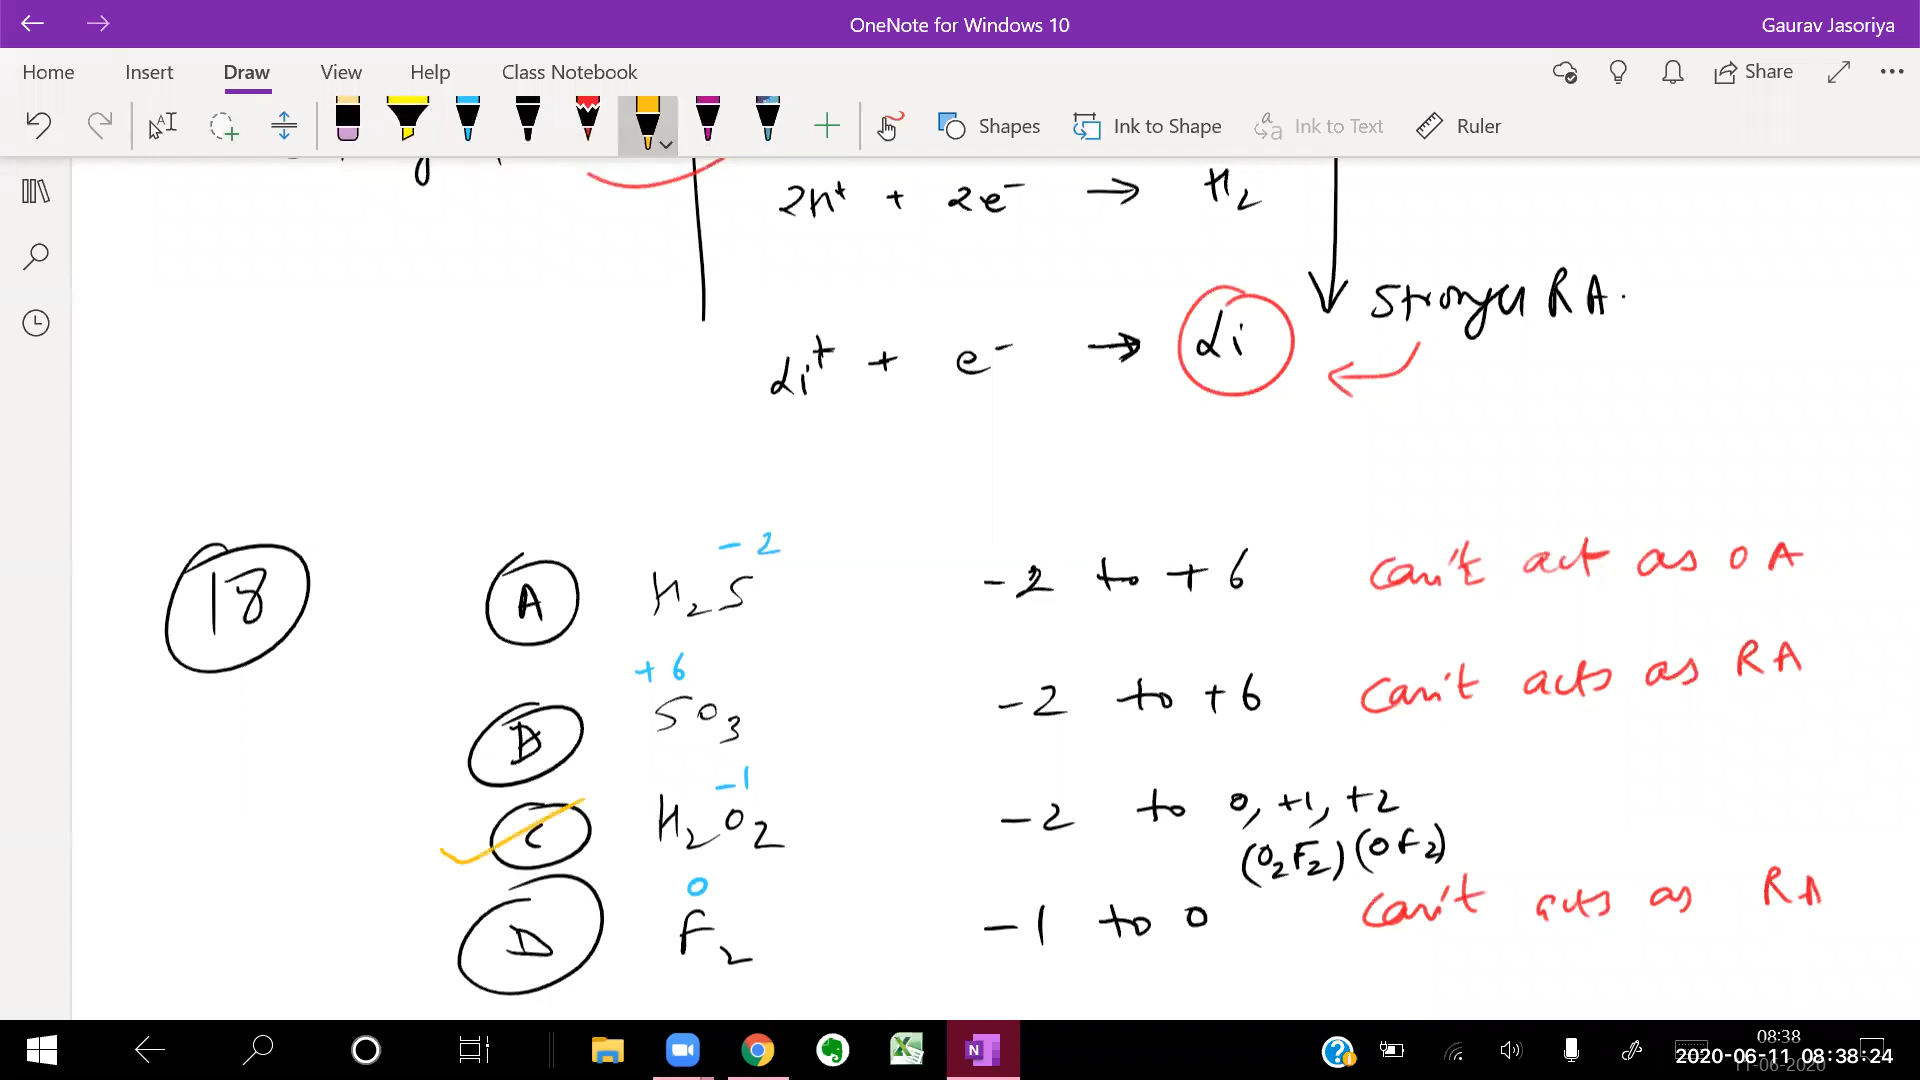 OneNote for Windows 10
Gaurav Jasoriya
Home Insert Draw View Help Class Notebook
Share
Shapes Ink to Shape Ink to Text Ruler
2H⁺ + 2e⁻ → H₂
Stronger RA.
Li⁺ + e⁻ → Li
18
A H₂S -2 -2 to +6 can't act as OA
B SO₃ +6 -2 to +6 can't acts as RA
C H₂O₂ -1 -2 to 0, +1, +2
(O₂F₂) (OF₂)
D F₂ 0 -1 to 0 can't acts as RA
08:38
2020-06-11 08:38:24
11-06-2020